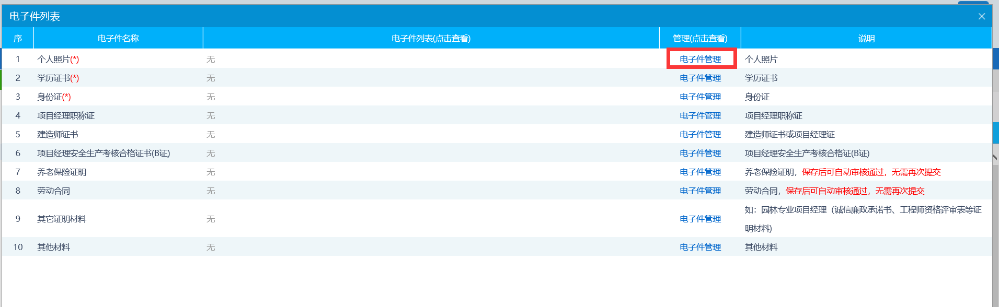 电子件列表
序 电子件名称 电子件列表(点击查看) 管理(点击查看) 说明
1 个人照片(*) 无 电子件管理 个人照片
2 学历证书(*) 无 电子件管理 学历证书
3 身份证(*) 无 电子件管理 身份证
4 项目经理职称证 无 电子件管理 项目经理职称证
5 建造师证书 无 电子件管理 建造师证书或项目经理证
6 项目经理安全生产考核合格证书(B证) 无 电子件管理 项目经理安全生产考核合格证(B证)
7 养老保险证明 无 电子件管理 养老保险证明，保存后可自动审核通过，无需再次提交
8 劳动合同 无 电子件管理 劳动合同，保存后可自动审核通过，无需再次提交
9 其它证明材料 无 电子件管理 如：园林专业项目经理（诚信廉政承诺书、工程师资格评审表等证
明材料)
10 其他材料 无 电子件管理 其他材料